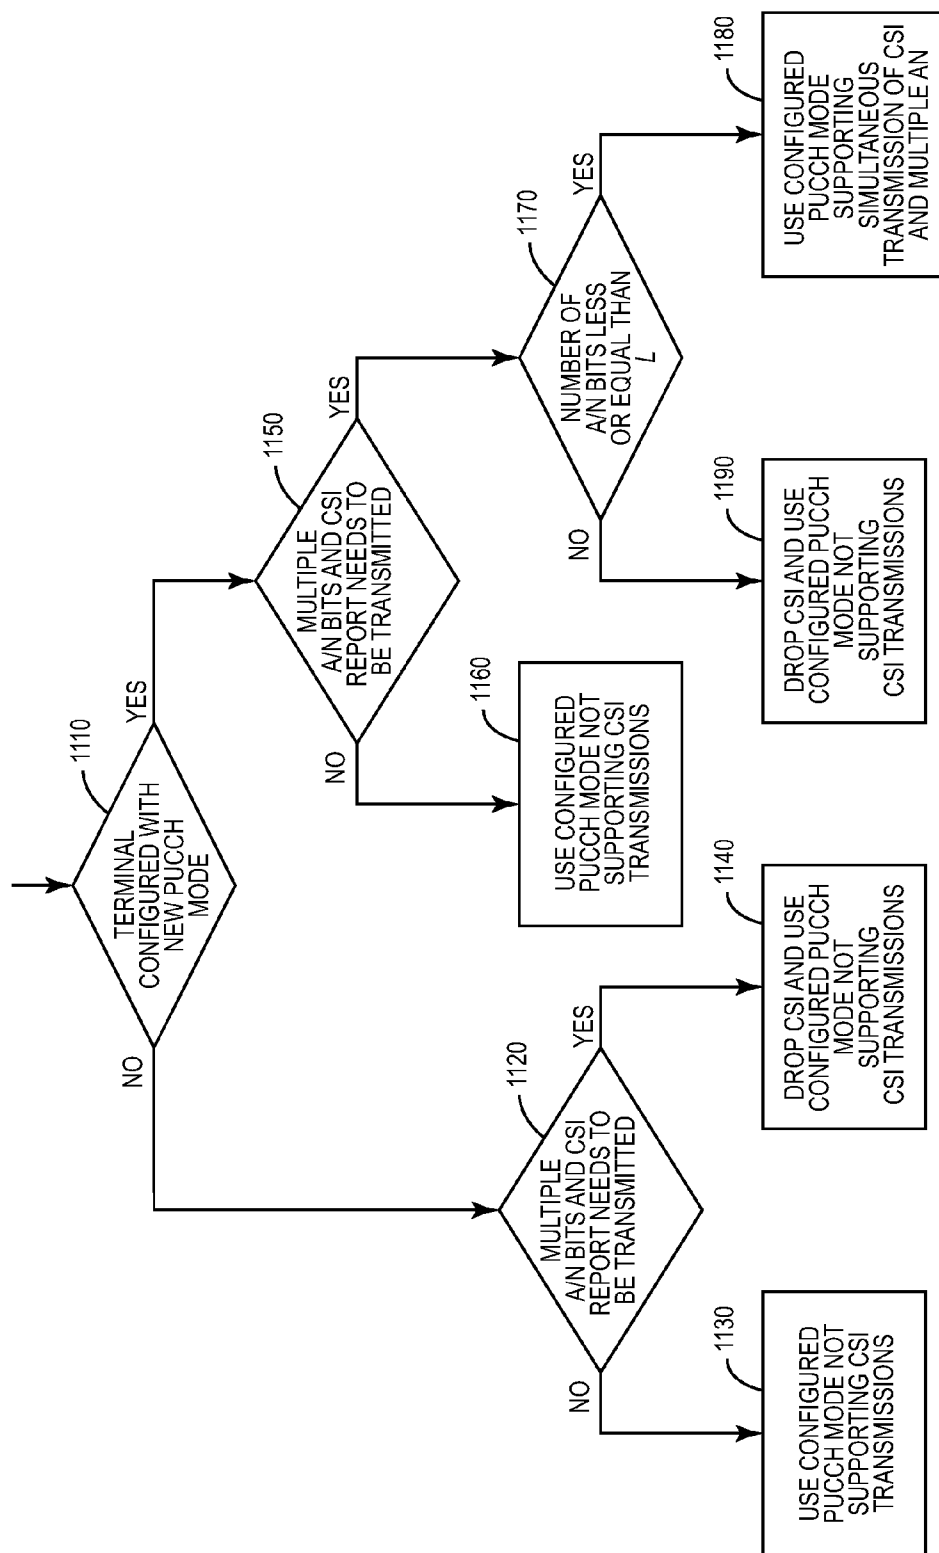 1110
TERMINAL
CONFIGURED WITH
NEW PUCCH
MODE
NO
YES
1120
MULTIPLE
A/N BITS AND CSI
REPORT NEEDS TO
BE TRANSMITTED
NO
YES
1130
USE CONFIGURED
PUCCH MODE NOT
SUPPORTING CSI
TRANSMISSIONS
1140
DROP CSI AND USE
CONFIGURED PUCCH
MODE NOT
SUPPORTING
CSI TRANSMISSIONS
1150
MULTIPLE
A/N BITS AND CSI
REPORT NEEDS TO
BE TRANSMITTED
NO
YES
1160
USE CONFIGURED
PUCCH MODE NOT
SUPPORTING CSI
TRANSMISSIONS
1170
NUMBER OF
A/N BITS LESS
OR EQUAL THAN
L
NO
YES
1190
DROP CSI AND USE
CONFIGURED PUCCH
MODE NOT
SUPPORTING
CSI TRANSMISSIONS
1180
USE CONFIGURED
PUCCH MODE
SUPPORTING
SIMULTANEOUS
TRANSMISSION OF CSI
AND MULTIPLE AN